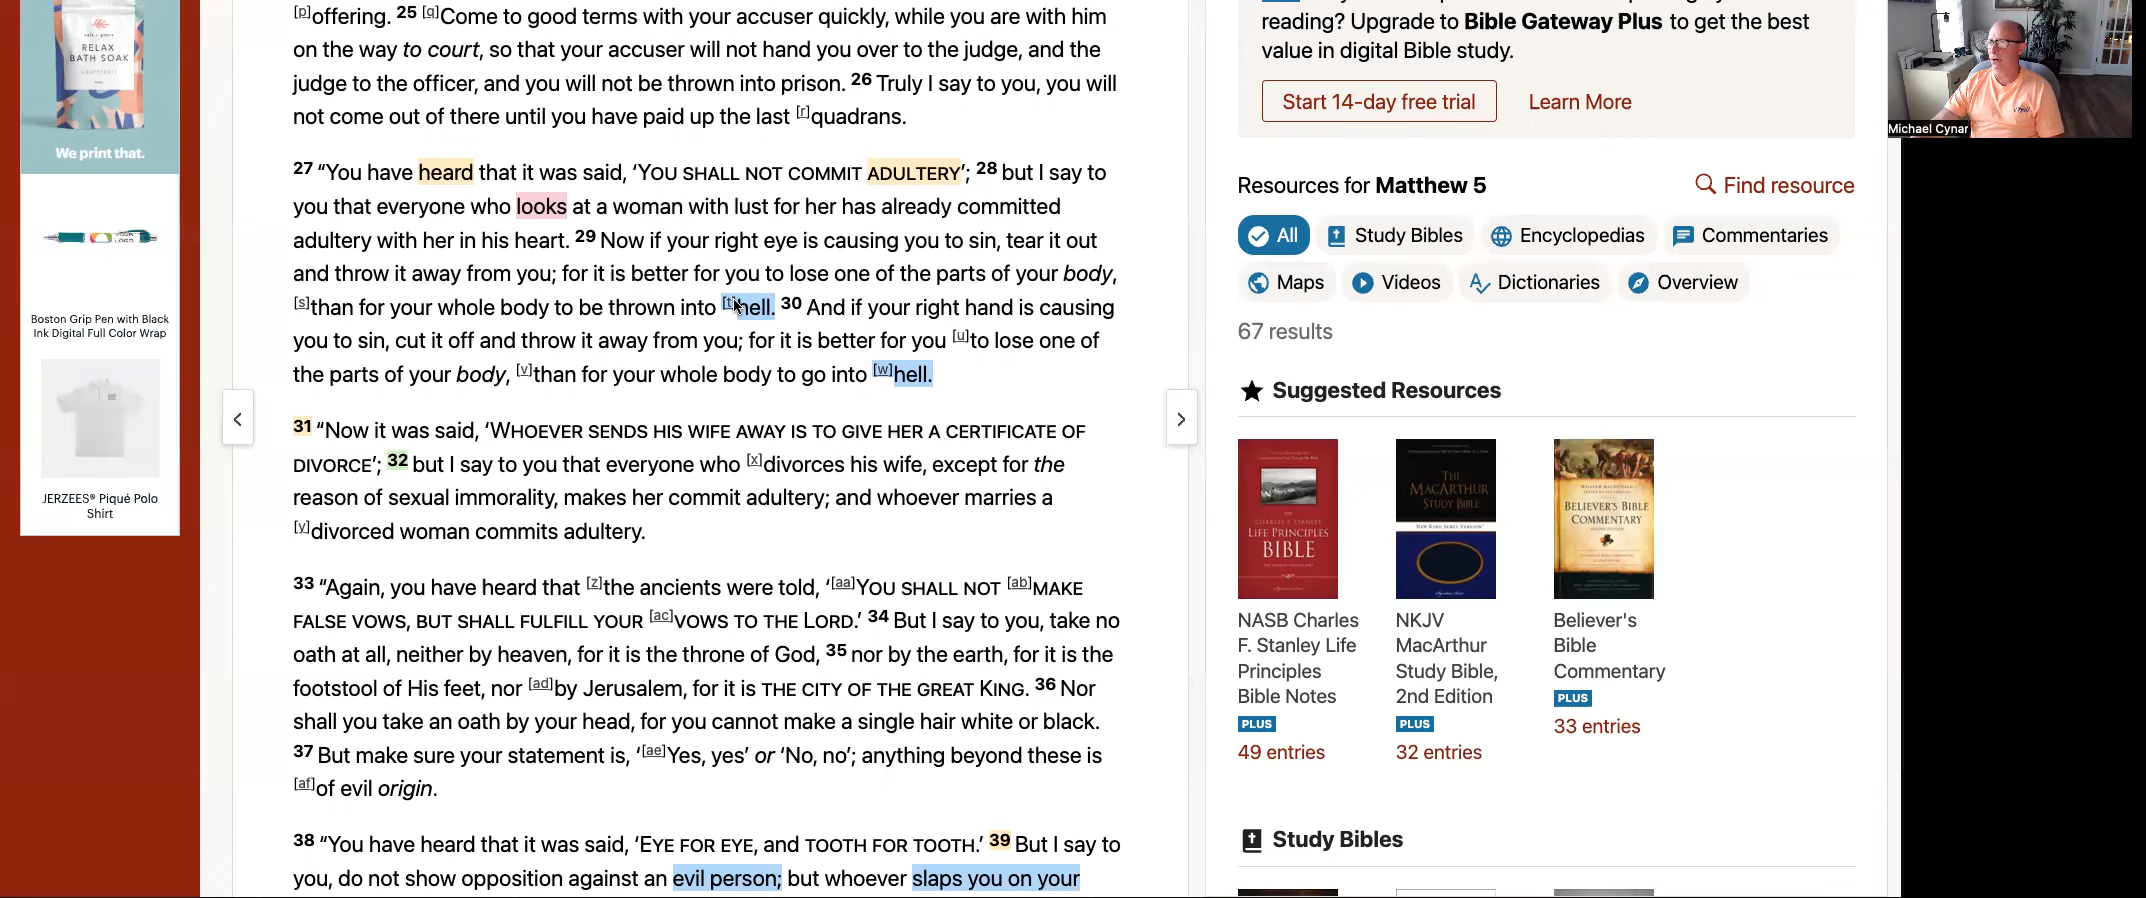 RELAX
BATH SOAK
We print that.
Boston Grip Pen with Black
Ink Digital Full Color Wrap
JERZEES® Piqué Polo
Shirt
[p]offering. 25 [q]Come to good terms with your accuser quickly, while you are with him
on the way to court, so that your accuser will not hand you over to the judge, and the
judge to the officer, and you will not be thrown into prison. 26 Truly I say to you, you will
not come out of there until you have paid up the last [r]quadrans.
27 “You have heard that it was said, ‘YOU SHALL NOT COMMIT ADULTERY’; 28 but I say to
you that everyone who looks at a woman with lust for her has already committed
adultery with her in his heart. 29 Now if your right eye is causing you to sin, tear it out
and throw it away from you; for it is better for you to lose one of the parts of your body,
[s]than for your whole body to be thrown into [t]hell. 30 And if your right hand is causing
you to sin, cut it off and throw it away from you; for it is better for you [u]to lose one of
the parts of your body, [v]than for your whole body to go into [w]hell.
31 “Now it was said, ‘WHOEVER SENDS HIS WIFE AWAY IS TO GIVE HER A CERTIFICATE OF
DIVORCE’; 32 but I say to you that everyone who [x]divorces his wife, except for the
reason of sexual immorality, makes her commit adultery; and whoever marries a
[y]divorced woman commits adultery.
33 “Again, you have heard that [z]the ancients were told, ‘[aa]YOU SHALL NOT [ab]MAKE
FALSE VOWS, BUT SHALL FULFILL YOUR [ac]VOWS TO THE LORD.’ 34 But I say to you, take no
oath at all, neither by heaven, for it is the throne of God, 35 nor by the earth, for it is the
footstool of His feet, nor [ad]by Jerusalem, for it is THE CITY OF THE GREAT KING. 36 Nor
shall you take an oath by your head, for you cannot make a single hair white or black.
37 But make sure your statement is, ‘[ae]Yes, yes’ or ‘No, no’; anything beyond these is
[af]of evil origin.
38 “You have heard that it was said, ‘EYE FOR EYE, and TOOTH FOR TOOTH.’ 39 But I say to
you, do not show opposition against an evil person; but whoever slaps you on your
reading? Upgrade to Bible Gateway Plus to get the best
value in digital Bible study.
Start 14-day free trial Learn More
Michael Cynar
Resources for Matthew 5 Find resource
All Study Bibles Encyclopedias Commentaries
Maps Videos Dictionaries Overview
67 results
Suggested Resources
LIFE PRINCIPLES
BIBLE
THE
MACARTHUR
STUDY BIBLE
BELIEVER'S BIBLE
COMMENTARY
NASB Charles
F. Stanley Life
Principles
Bible Notes
PLUS
49 entries
NKJV
MacArthur
Study Bible,
2nd Edition
PLUS
32 entries
Believer's
Bible
Commentary
PLUS
33 entries
Study Bibles